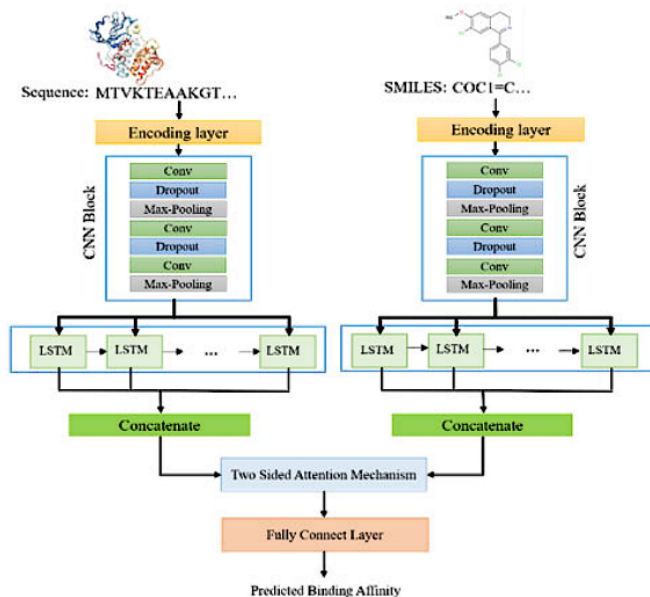 Sequence: MTVKTEAAKGT...
Encoding layer
CNN Block
Conv
Dropout
Max-Pooling
Conv
Dropout
Conv
Max-Pooling
LSTM
LSTM
...
LSTM
Concatenate
SMILES: COC1=C...
Encoding layer
CNN Block
Conv
Dropout
Max-Pooling
Conv
Dropout
Conv
Max-Pooling
LSTM
LSTM
...
LSTM
Concatenate
Two Sided Attention Mechanism
Fully Connect Layer
Predicted Binding Affinity